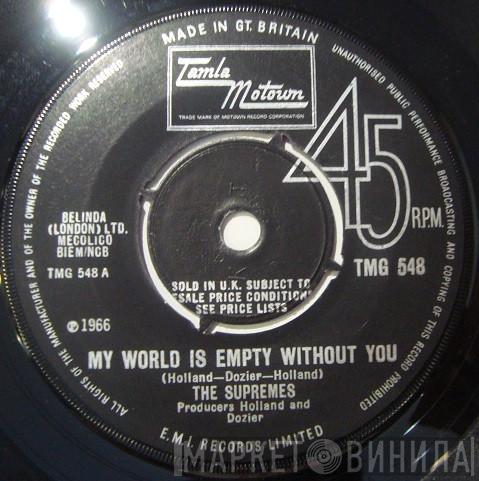 MADE IN GT. BRITAIN
Tamla
Motown
TRADE MARK OF MOTOWN RECORD CORPORATION
45
R.P.M.
UNAUTHORISED PUBLIC PERFORMANCE BROADCASTING AND COPYING OF THIS RECORD PROHIBITED
ALL RIGHTS OF THE MANUFACTURER AND OF THE OWNER OF THE RECORDED WORK RESERVED
BELINDA
(LONDON) LTD.
MECOLICO
BIEM/NCB
TMG 548 A
TMG 548
SOLD IN U.K. SUBJECT TO
RESALE PRICE CONDITIONS
SEE PRICE LISTS
℗ 1966
MY WORLD IS EMPTY WITHOUT YOU
(Holland—Dozier—Holland)
THE SUPREMES
Producers Holland and
Dozier
E.M.I. RECORDS LIMITED
МАРКЕТ ВИНИЛА